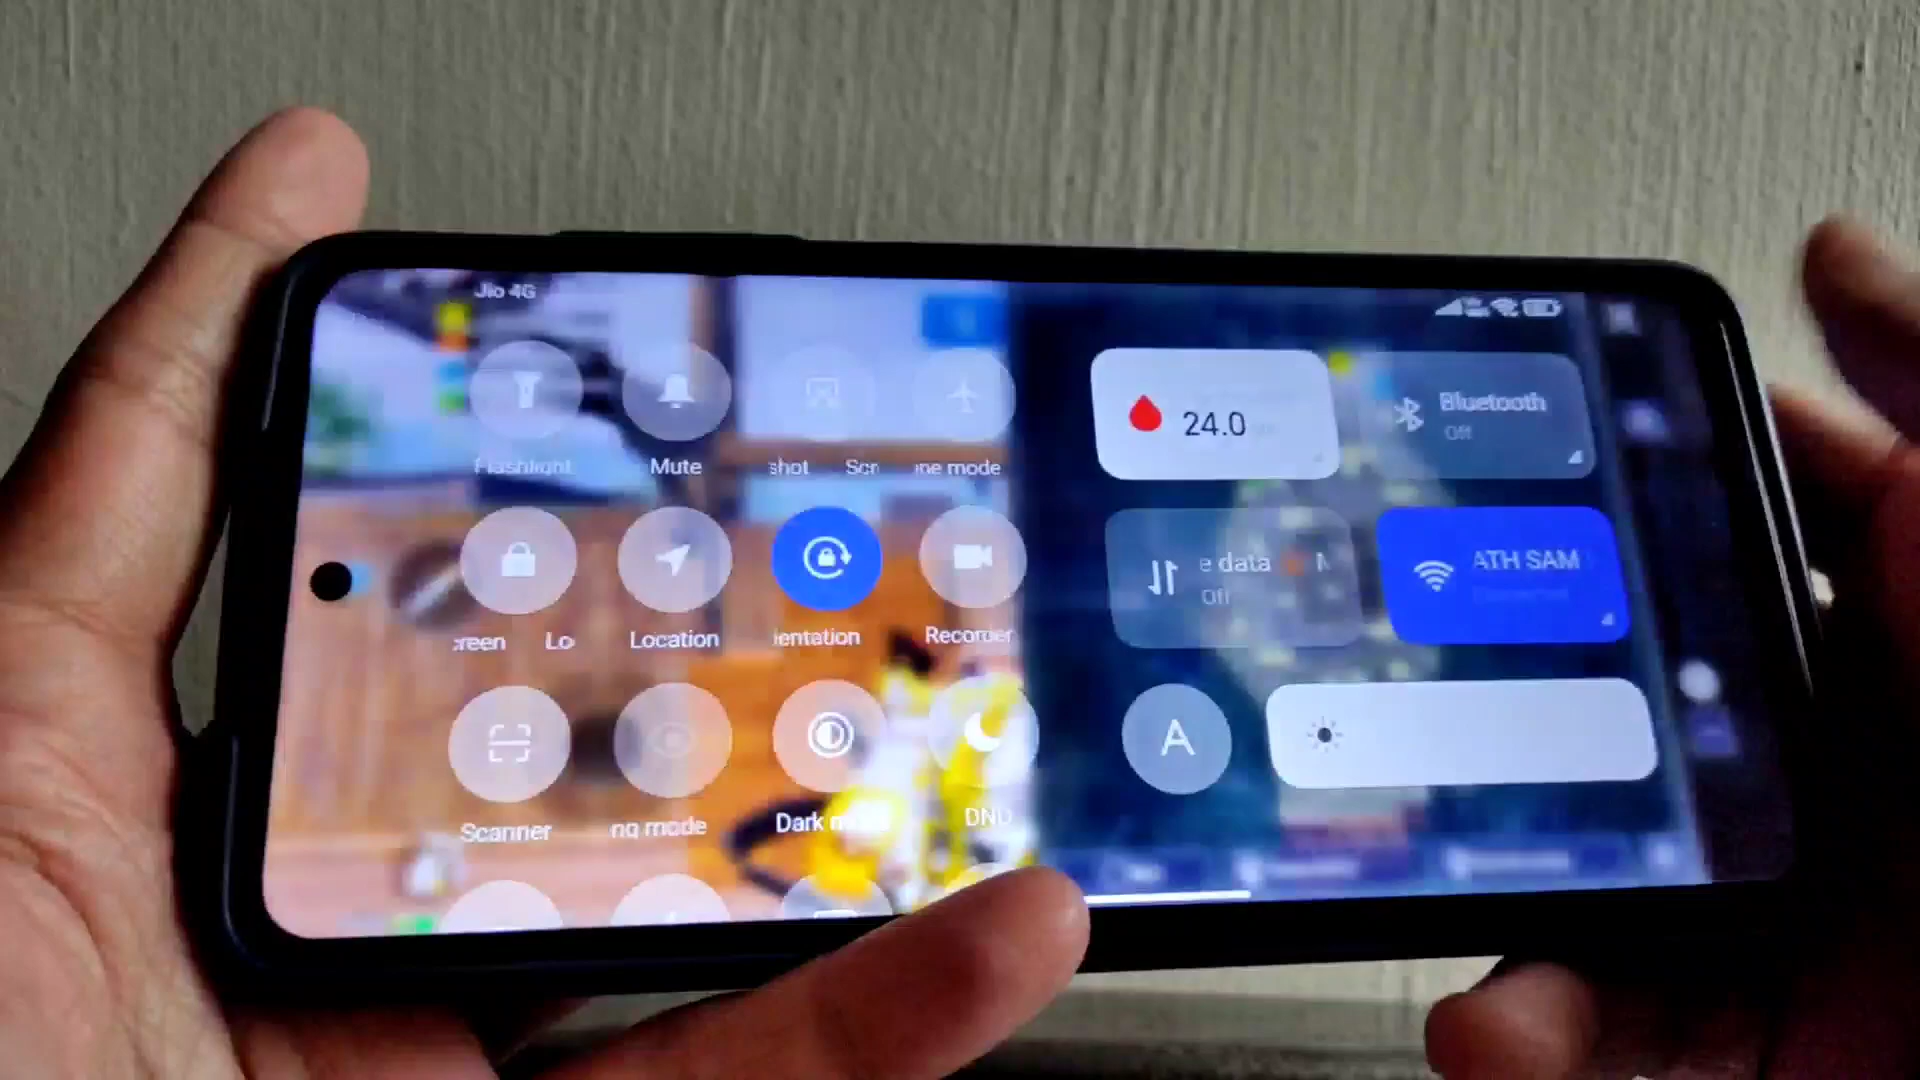 Jio 4G
Flashlight
Mute
shot Scr
ne mode
24.0
Bluetooth
Off
reen Lo
Location
ientation
Recorder
e data
Off
ATH SAM
Connected
Scanner
ng mode
Dark m
DND
A